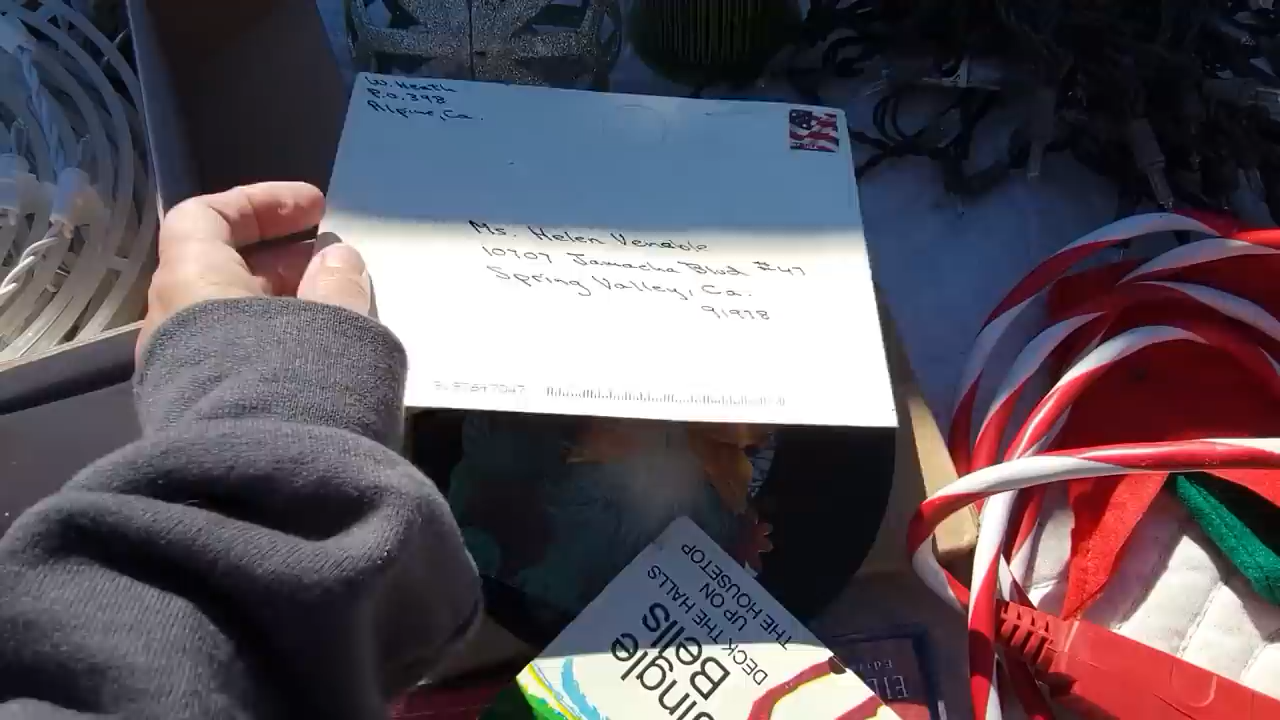 W. Heath
P.O. 398
Alpine, Ca.
Ms. Helen Venable
10707 Jamacha Blvd #47
Spring Valley, Ca.
91978
Jingle
Bells
DECK THE HALLS
UP ON
THE HOUSETOP